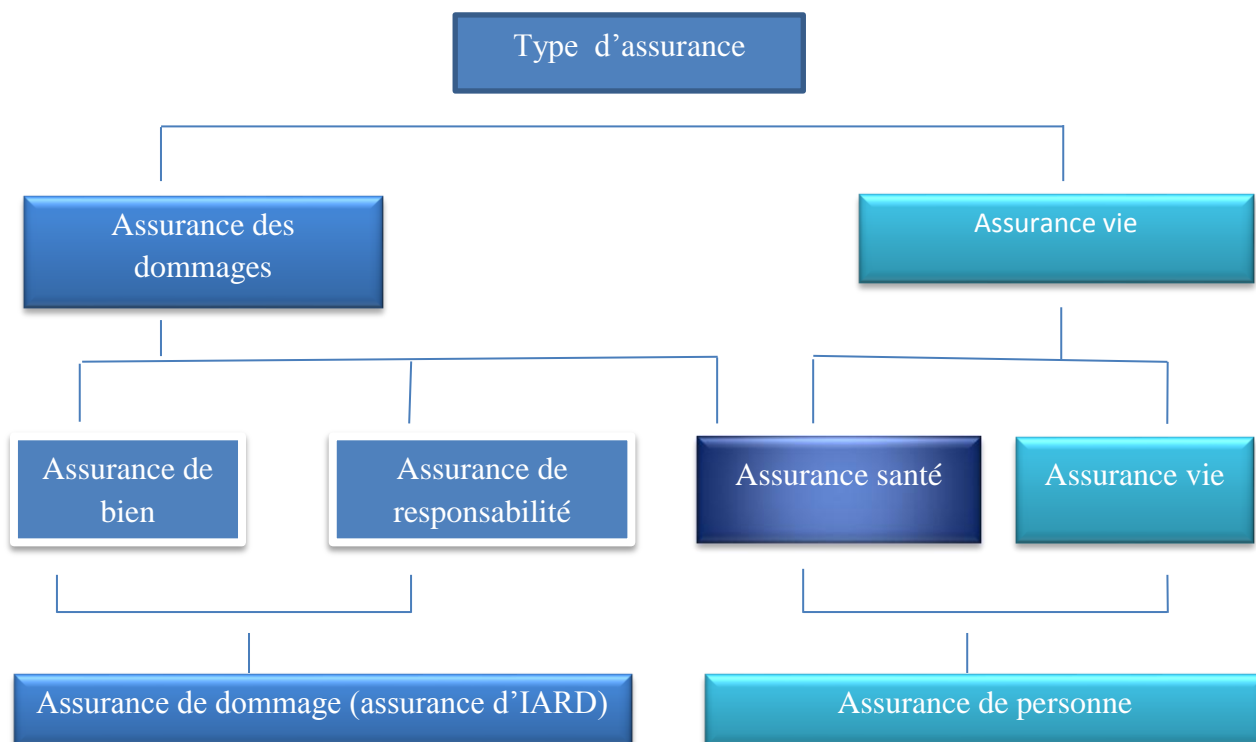 Type d'assurance
Assurance des
dommages
Assurance vie
Assurance de
bien
Assurance de
responsabilité
Assurance santé
Assurance vie
Assurance de dommage (assurance d'IARD)
Assurance de personne